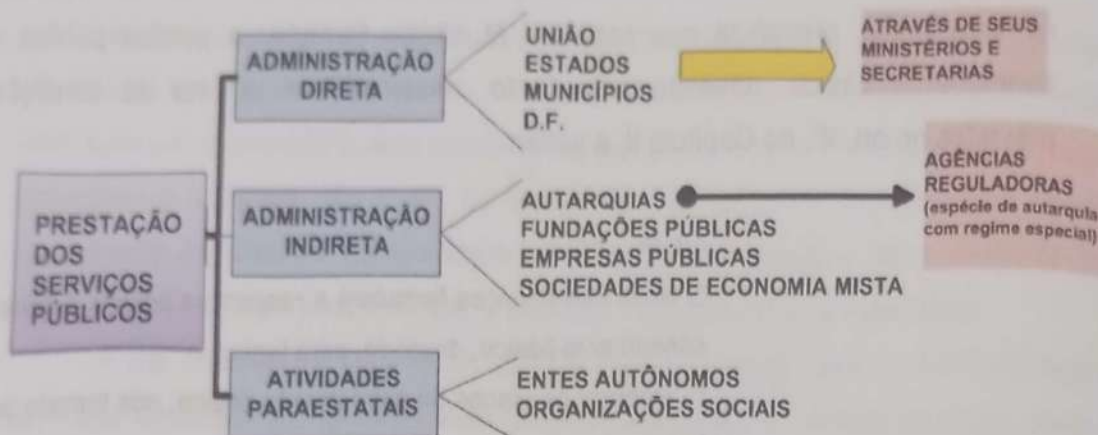 ADMINISTRAÇÃO
DIRETA
UNIÃO
ESTADOS
MUNICÍPIOS
D.F.
ATRAVÉS DE SEUS
MINISTÉRIOS E
SECRETARIAS
PRESTAÇÃO
DOS
SERVIÇOS
PÚBLICOS
ADMINISTRAÇÃO
INDIRETA
AUTARQUIAS
FUNDAÇÕES PÚBLICAS
EMPRESAS PÚBLICAS
SOCIEDADES DE ECONOMIA MISTA
AGÊNCIAS
REGULADORAS
(espécie de autarquia
com regime especial)
ATIVIDADES
PARAESTATAIS
ENTES AUTÔNOMOS
ORGANIZAÇÕES SOCIAIS